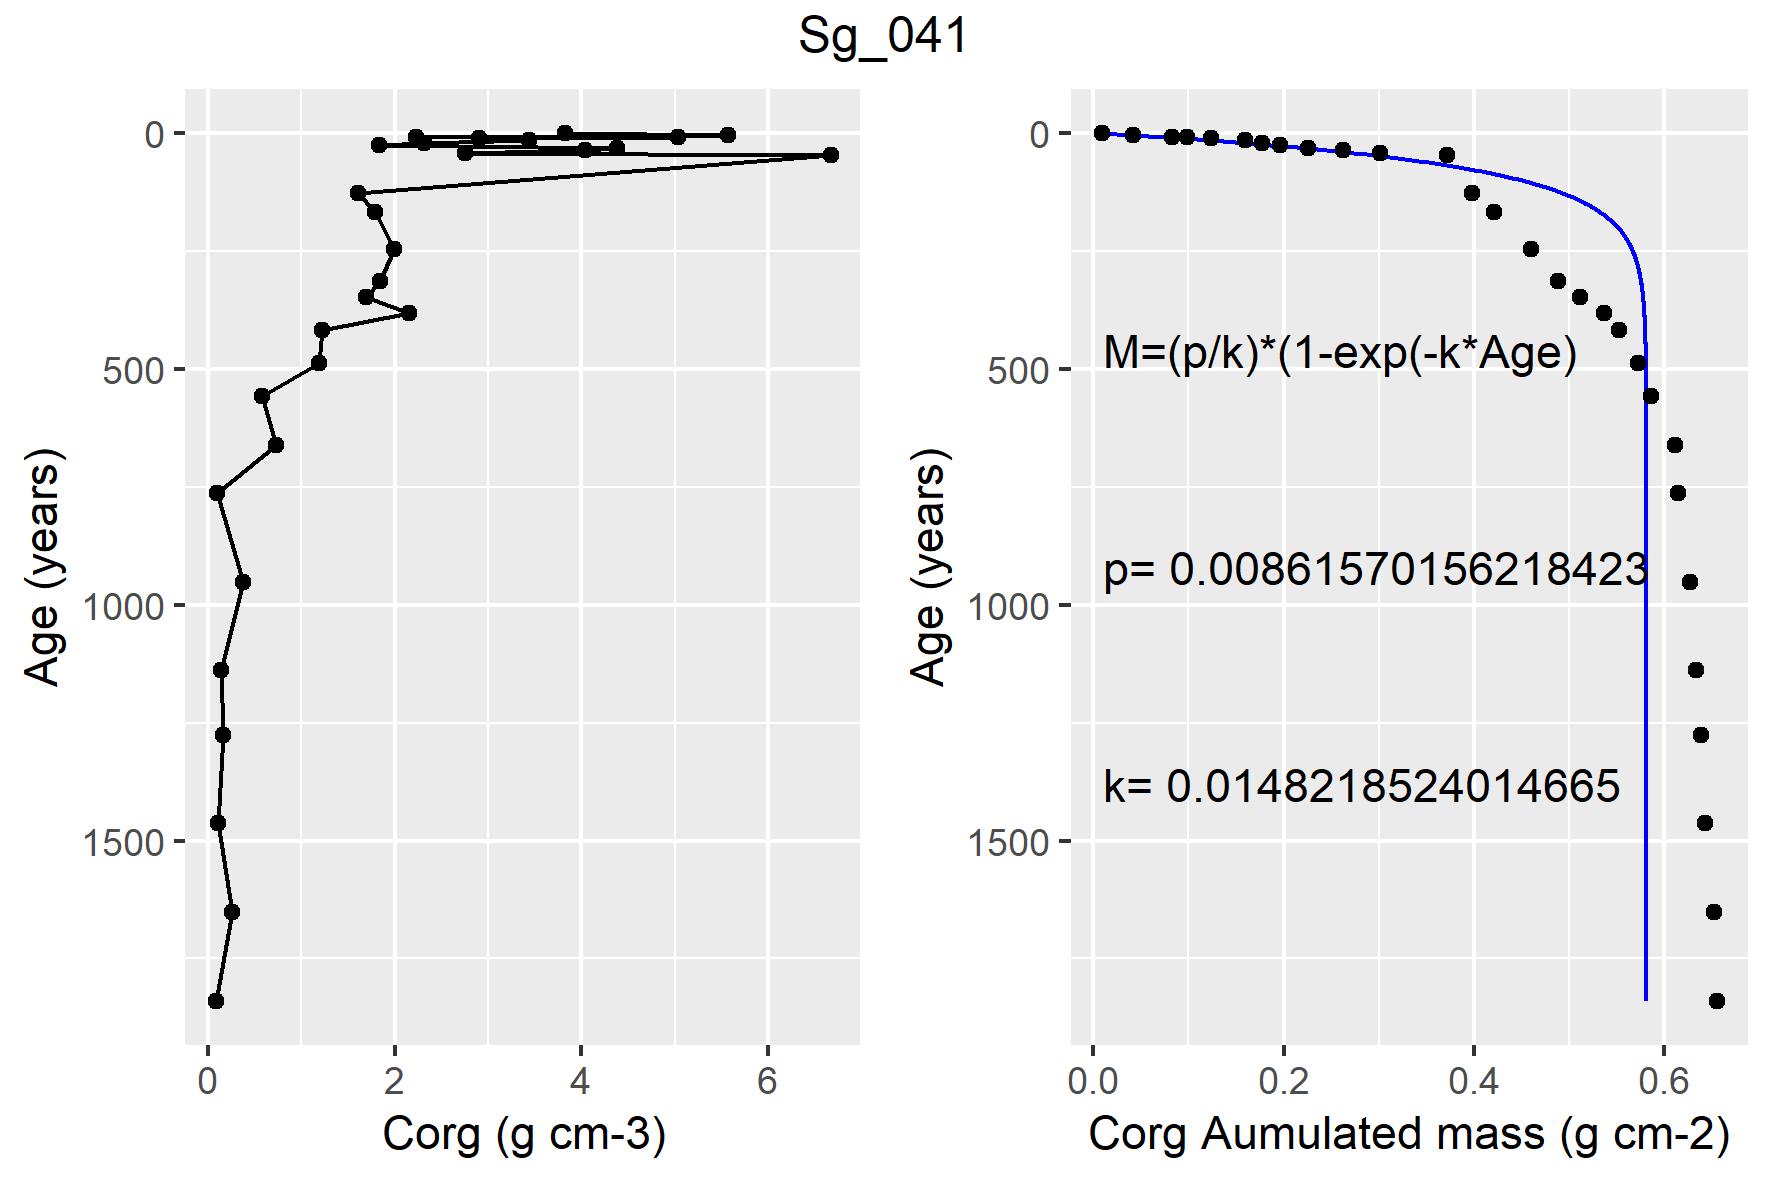 Sg_041
0
500
1000
1500
Age (years)
0 2 4 6
Corg (g cm-3)
0
500
1000
1500
Age (years)
M=(p/k)*(1-exp(-k*Age)
p= 0.00861570156218423
k= 0.0148218524014665
0.0 0.2 0.4 0.6
Corg Aumulated mass (g cm-2)